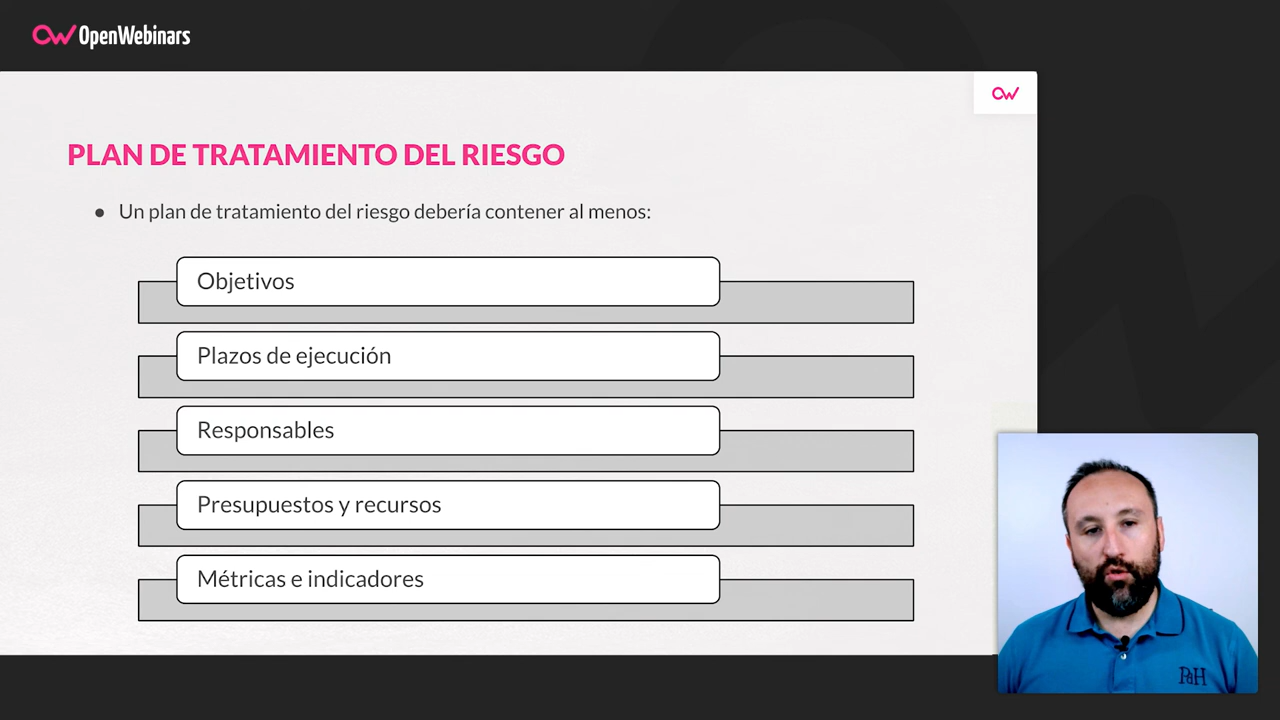 OpenWebinars
PLAN DE TRATAMIENTO DEL RIESGO
● Un plan de tratamiento del riesgo debería contener al menos:
Objetivos
Plazos de ejecución
Responsables
Presupuestos y recursos
Métricas e indicadores